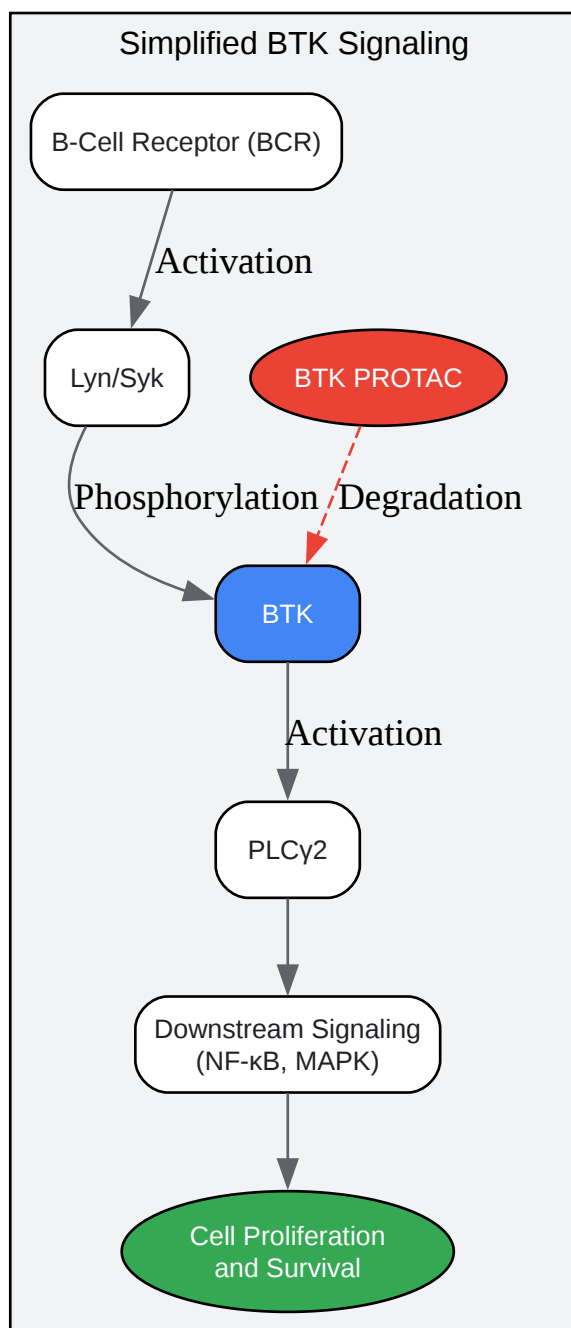 Simplified BTK Signaling
B-Cell Receptor (BCR)
Activation
Lyn/Syk
BTK PROTAC
Phosphorylation
Degradation
BTK
Activation
PLCγ2
Downstream Signaling
(NF-κB, MAPK)
Cell Proliferation
and Survival